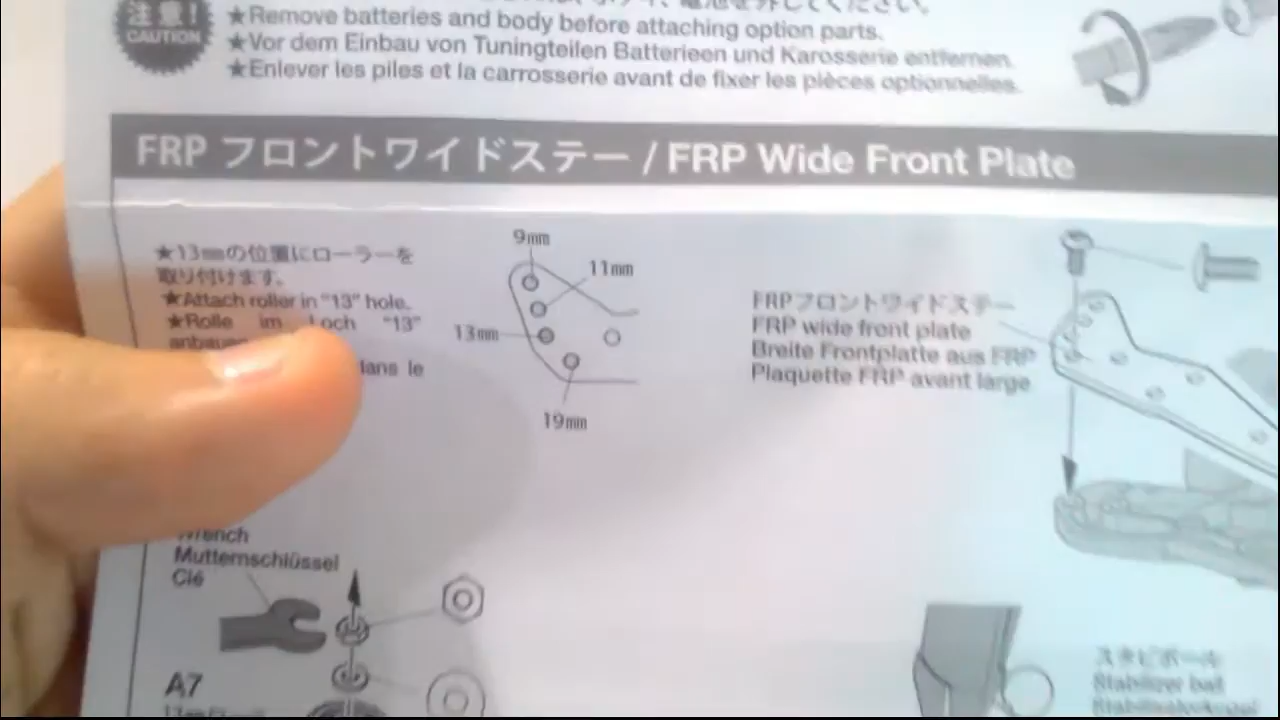 注意!
CAUTION
★Remove batteries and body before attaching option parts.
★Vor dem Einbau von Tuningteilen Batterieen und Karosserie entfernen.
★Enlever les piles et la carrosserie avant de fixer les pièces optionnelles.
FRP フロントワイドステー / FRP Wide Front Plate
★13mmの位置にローラーを
取り付けます。
★Attach roller in "13" hole.
★Rolle im Loch "13"
anbauen
dans le
9mm
11mm
13mm
19mm
FRPフロントワイドステー
FRP wide front plate
Breite Frontplatte aus FRP
Plaquette FRP avant large
Wrench
Mutternschlüssel
Clé
A7
スタビボール
Stabilizer ball